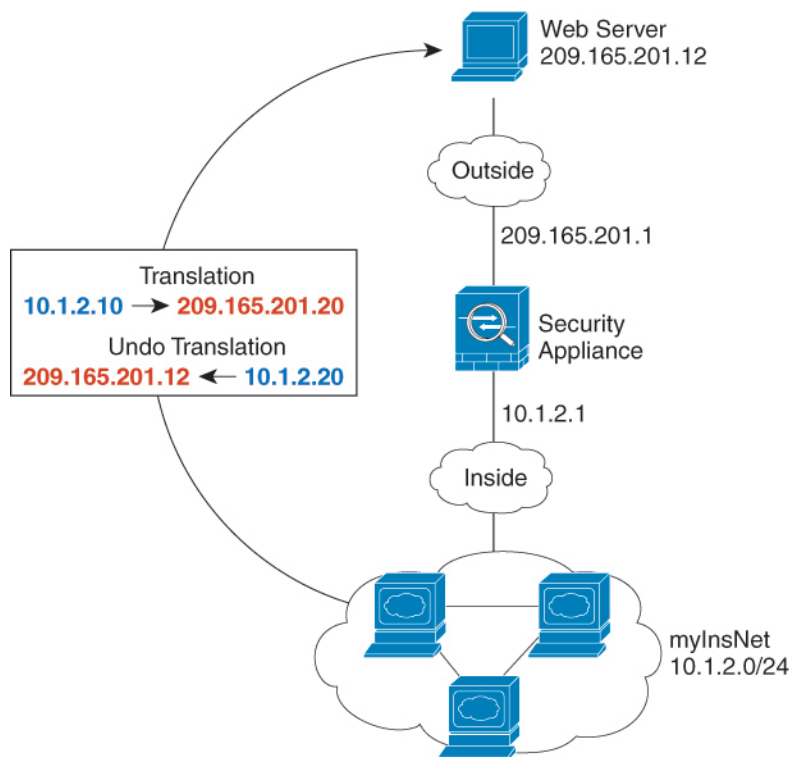 Web Server
209.165.201.12
Outside
209.165.201.1
Translation
10.1.2.10 → 209.165.201.20
Undo Translation
209.165.201.12 ← 10.1.2.20
Security
Appliance
10.1.2.1
Inside
myInsNet
10.1.2.0/24